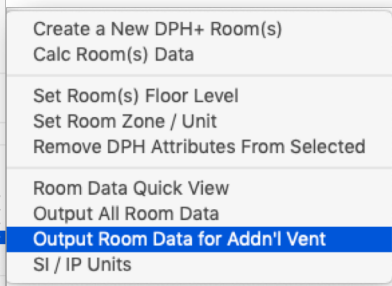 Create a New DPH+ Room(s)
Calc Room(s) Data
Set Room(s) Floor Level
Set Room Zone / Unit
Remove DPH Attributes From Selected
Room Data Quick View
Output All Room Data
Output Room Data for Addn'l Vent
SI / IP Units